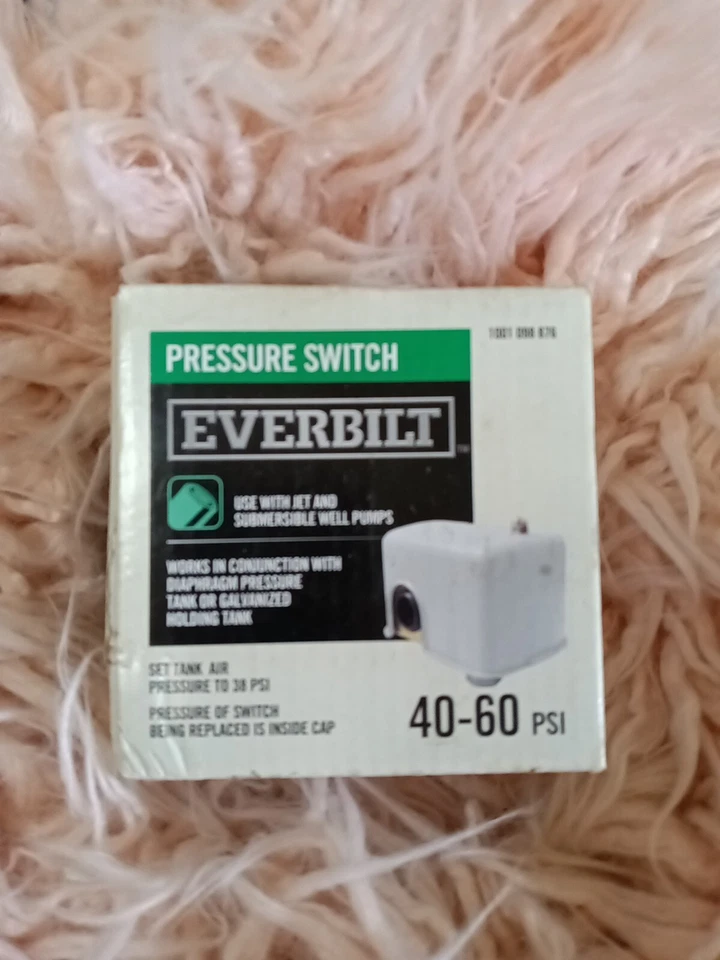 PRESSURE SWITCH
1001 098 876
EVERBILT
TM
USE WITH JET AND
SUBMERSIBLE WELL PUMPS
WORKS IN CONJUNCTION WITH
DIAPHRAGM PRESSURE
TANK OR GALVANIZED
HOLDING TANK
SET TANK AIR
PRESSURE TO 38 PSI
PRESSURE OF SWITCH
BEING REPLACED IS INSIDE CAP
40-60 PSI